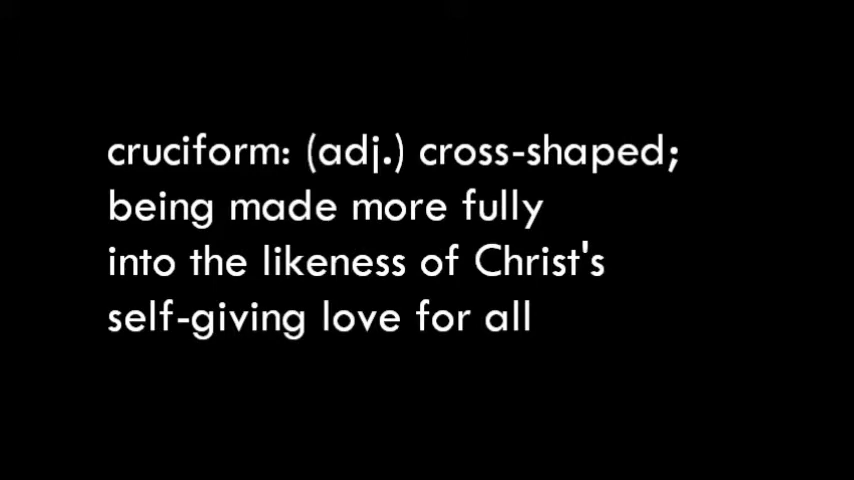 cruciform: (adj.) cross-shaped;
being made more fully
into the likeness of Christ's
self-giving love for all